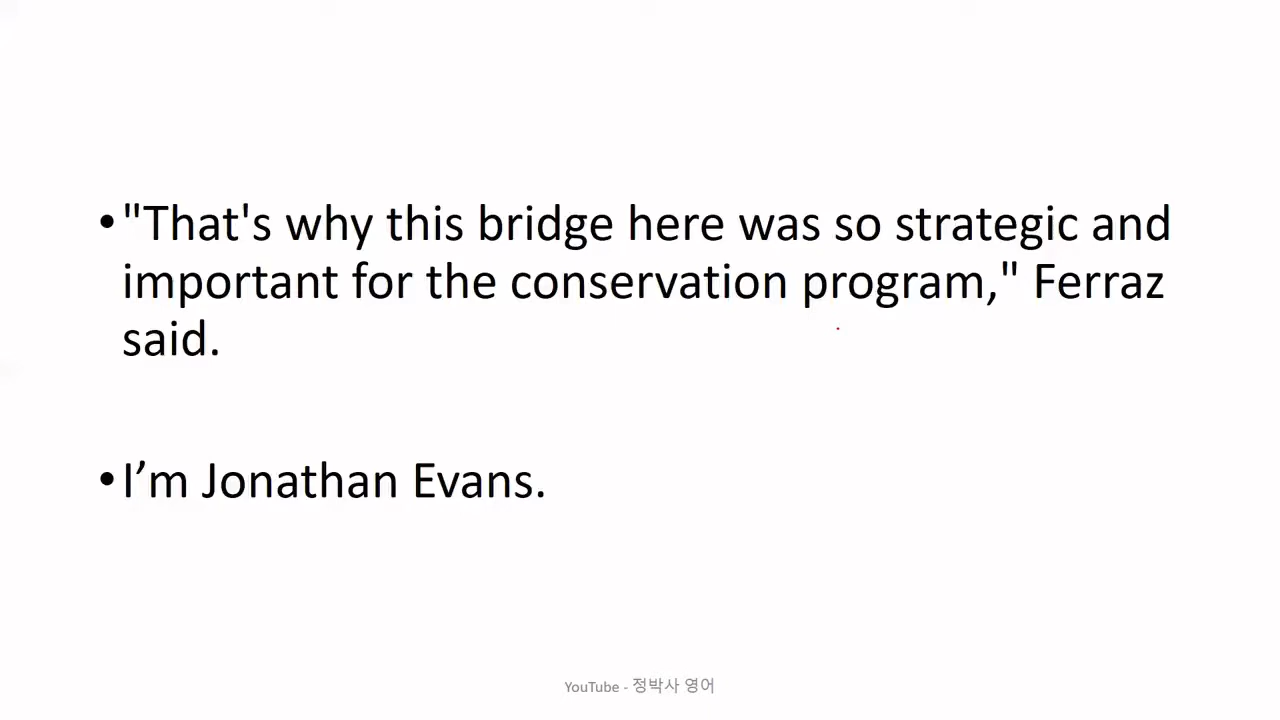 •"That's why this bridge here was so strategic and
important for the conservation program," Ferraz
said.
•I’m Jonathan Evans.
YouTube - 정박사 영어